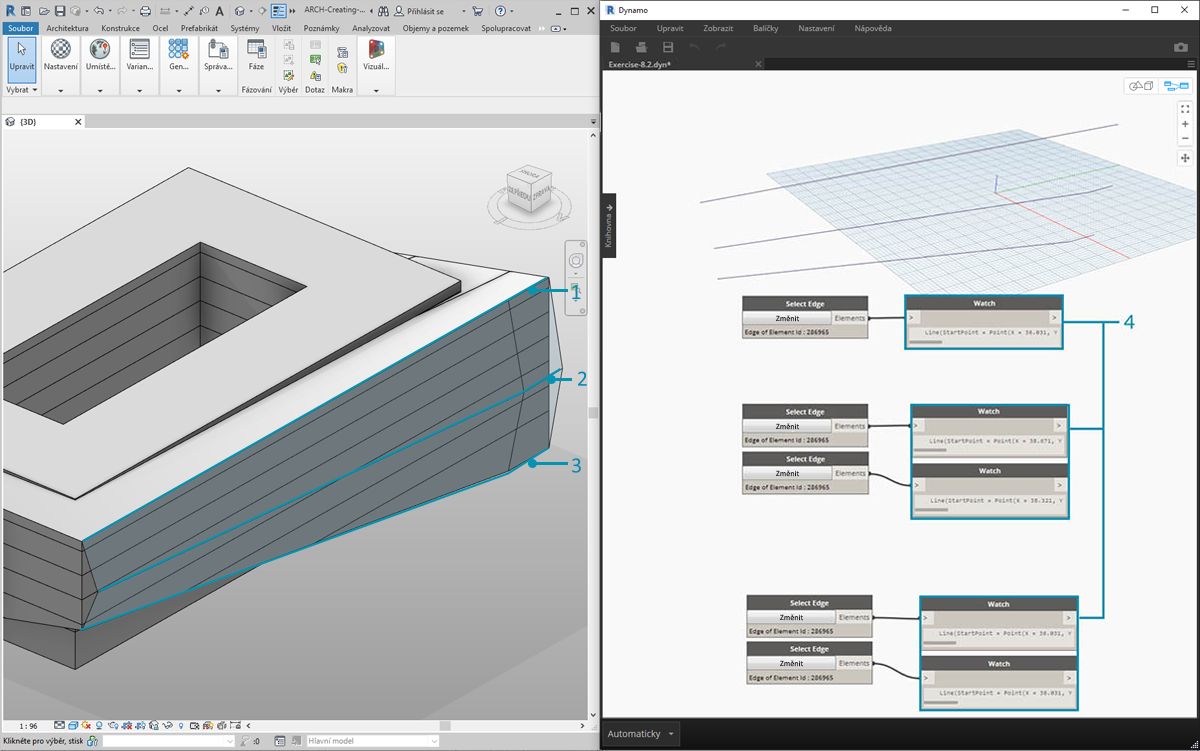 ARCH-Creating-...
Přihlásit se
Soubor Architektura Konstrukce Ocel Prefabrikát Systémy Vložit Poznámky Analyzovat Objemy a pozemek Spolupracovat
Upravit Nastavení Umístě... Varian... Gen... Správa... Fáze Vizuál...
Vybrat Fázování Výběr Dotaz Makra
{3D}
1
2
3
1 : 96
Klikněte pro výběr, stisk :0 Hlavní model
Dynamo
Soubor Upravit Zobrazit Balíčky Nastavení Nápověda
Exercise-8.2.dyn*
Knihovna
Select Edge
Změnit Elements
Edge of Element Id : 286965
Watch
> >
Line(StartPoint = Point(X = 38.031, Y
4
Select Edge
Změnit Elements
Edge of Element Id : 286965
Watch
> >
Line(StartPoint = Point(X = 38.071, Y
Select Edge
Změnit Elements
Edge of Element Id : 286965
Watch
> >
Line(StartPoint = Point(X = 38.321, Y
Select Edge
Změnit Elements
Edge of Element Id : 286965
Watch
> >
Line(StartPoint = Point(X = 38.031, Y
Select Edge
Změnit Elements
Edge of Element Id : 286965
Watch
> >
Line(StartPoint = Point(X = 38.031, Y
Automaticky